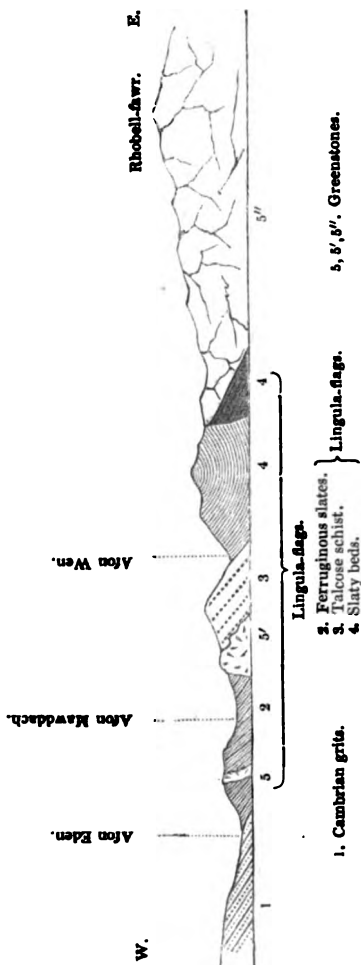 W.
E.
Afon Eden.
Afon Mawddach.
Afon Wen.
Rhobell-fawr.
1
5
2
5'
3
4
4
5''
Lingula-flags.
1. Cambrian grits.
2. Ferruginous slates.
3. Talcose schist.
4. Slaty beds.
} Lingula-flags.
5, 5', 5''. Greenstones.